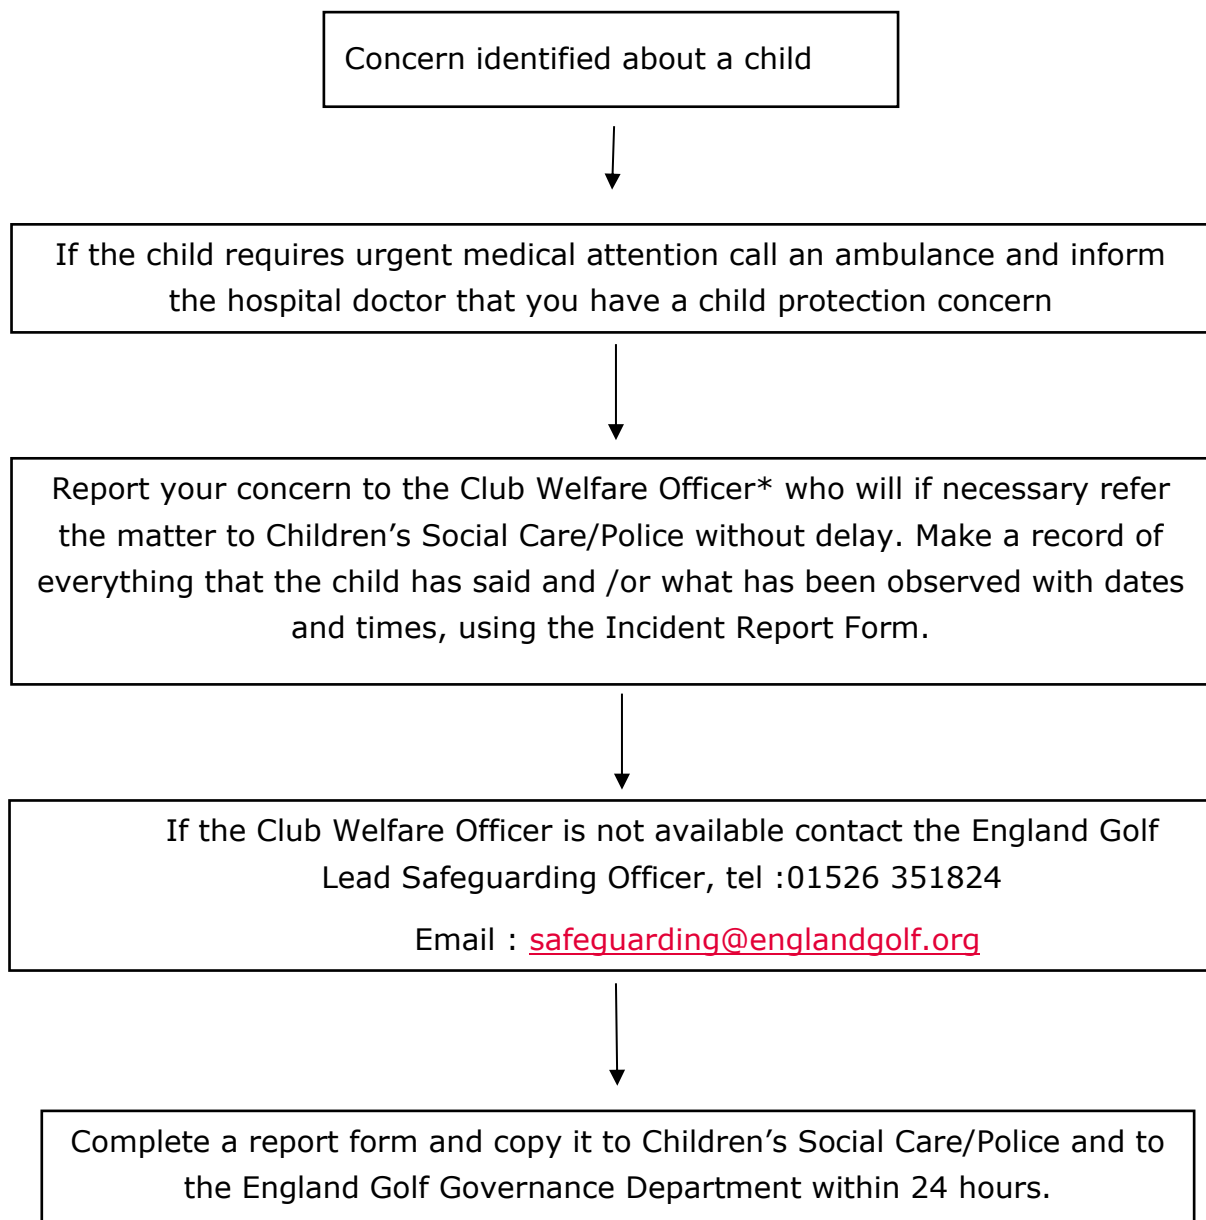 Concern identified about a child
If the child requires urgent medical attention call an ambulance and inform
the hospital doctor that you have a child protection concern
Report your concern to the Club Welfare Officer* who will if necessary refer
the matter to Children’s Social Care/Police without delay. Make a record of
everything that the child has said and /or what has been observed with dates
and times, using the Incident Report Form.
If the Club Welfare Officer is not available contact the England Golf
Lead Safeguarding Officer, tel :01526 351824
Email : safeguarding@englandgolf.org
Complete a report form and copy it to Children’s Social Care/Police and to
the England Golf Governance Department within 24 hours.